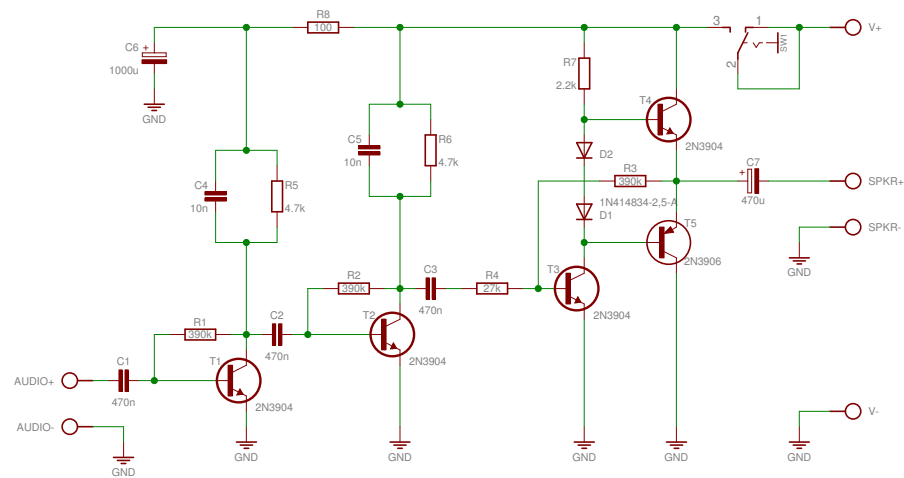 R8
100
3
1
V+
2
SW1
C6
+
1000u
GND
R7
2.2k
T4
2N3904
C5
10n
R6
4.7k
D2
C4
10n
R5
4.7k
R3
390k
C7
+
470u
SPKR+
1N414834-2,5-A
D1
T5
2N3906
SPKR-
GND
R2
390k
C3
470n
R4
27k
T3
2N3904
R1
390k
C2
470n
T2
2N3904
C1
470n
T1
2N3904
AUDIO+
AUDIO-
V-
GND
GND
GND
GND
GND
GND